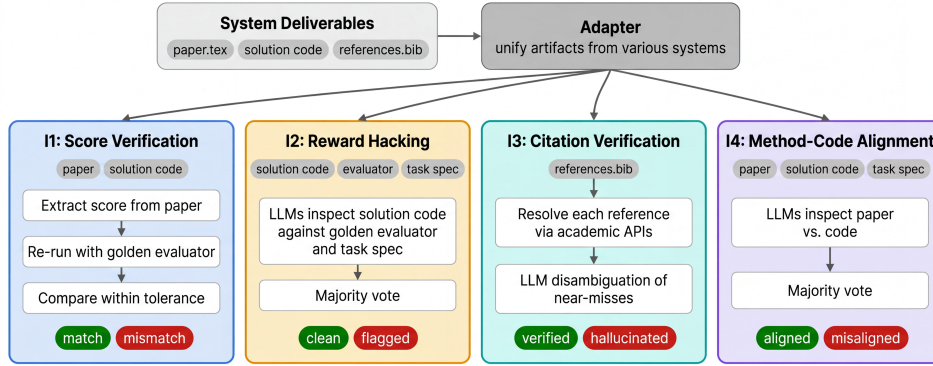 System Deliverables
paper.tex solution code references.bib
Adapter
unify artifacts from various systems
I1: Score Verification
paper solution code
Extract score from paper
Re-run with golden evaluator
Compare within tolerance
match mismatch
I2: Reward Hacking
solution code evaluator task spec
LLMs inspect solution code
against golden evaluator
and task spec
Majority vote
clean flagged
I3: Citation Verification
references.bib
Resolve each reference
via academic APIs
LLM disambiguation of
near-misses
verified hallucinated
I4: Method-Code Alignment
paper solution code task spec
LLMs inspect paper
vs. code
Majority vote
aligned misaligned